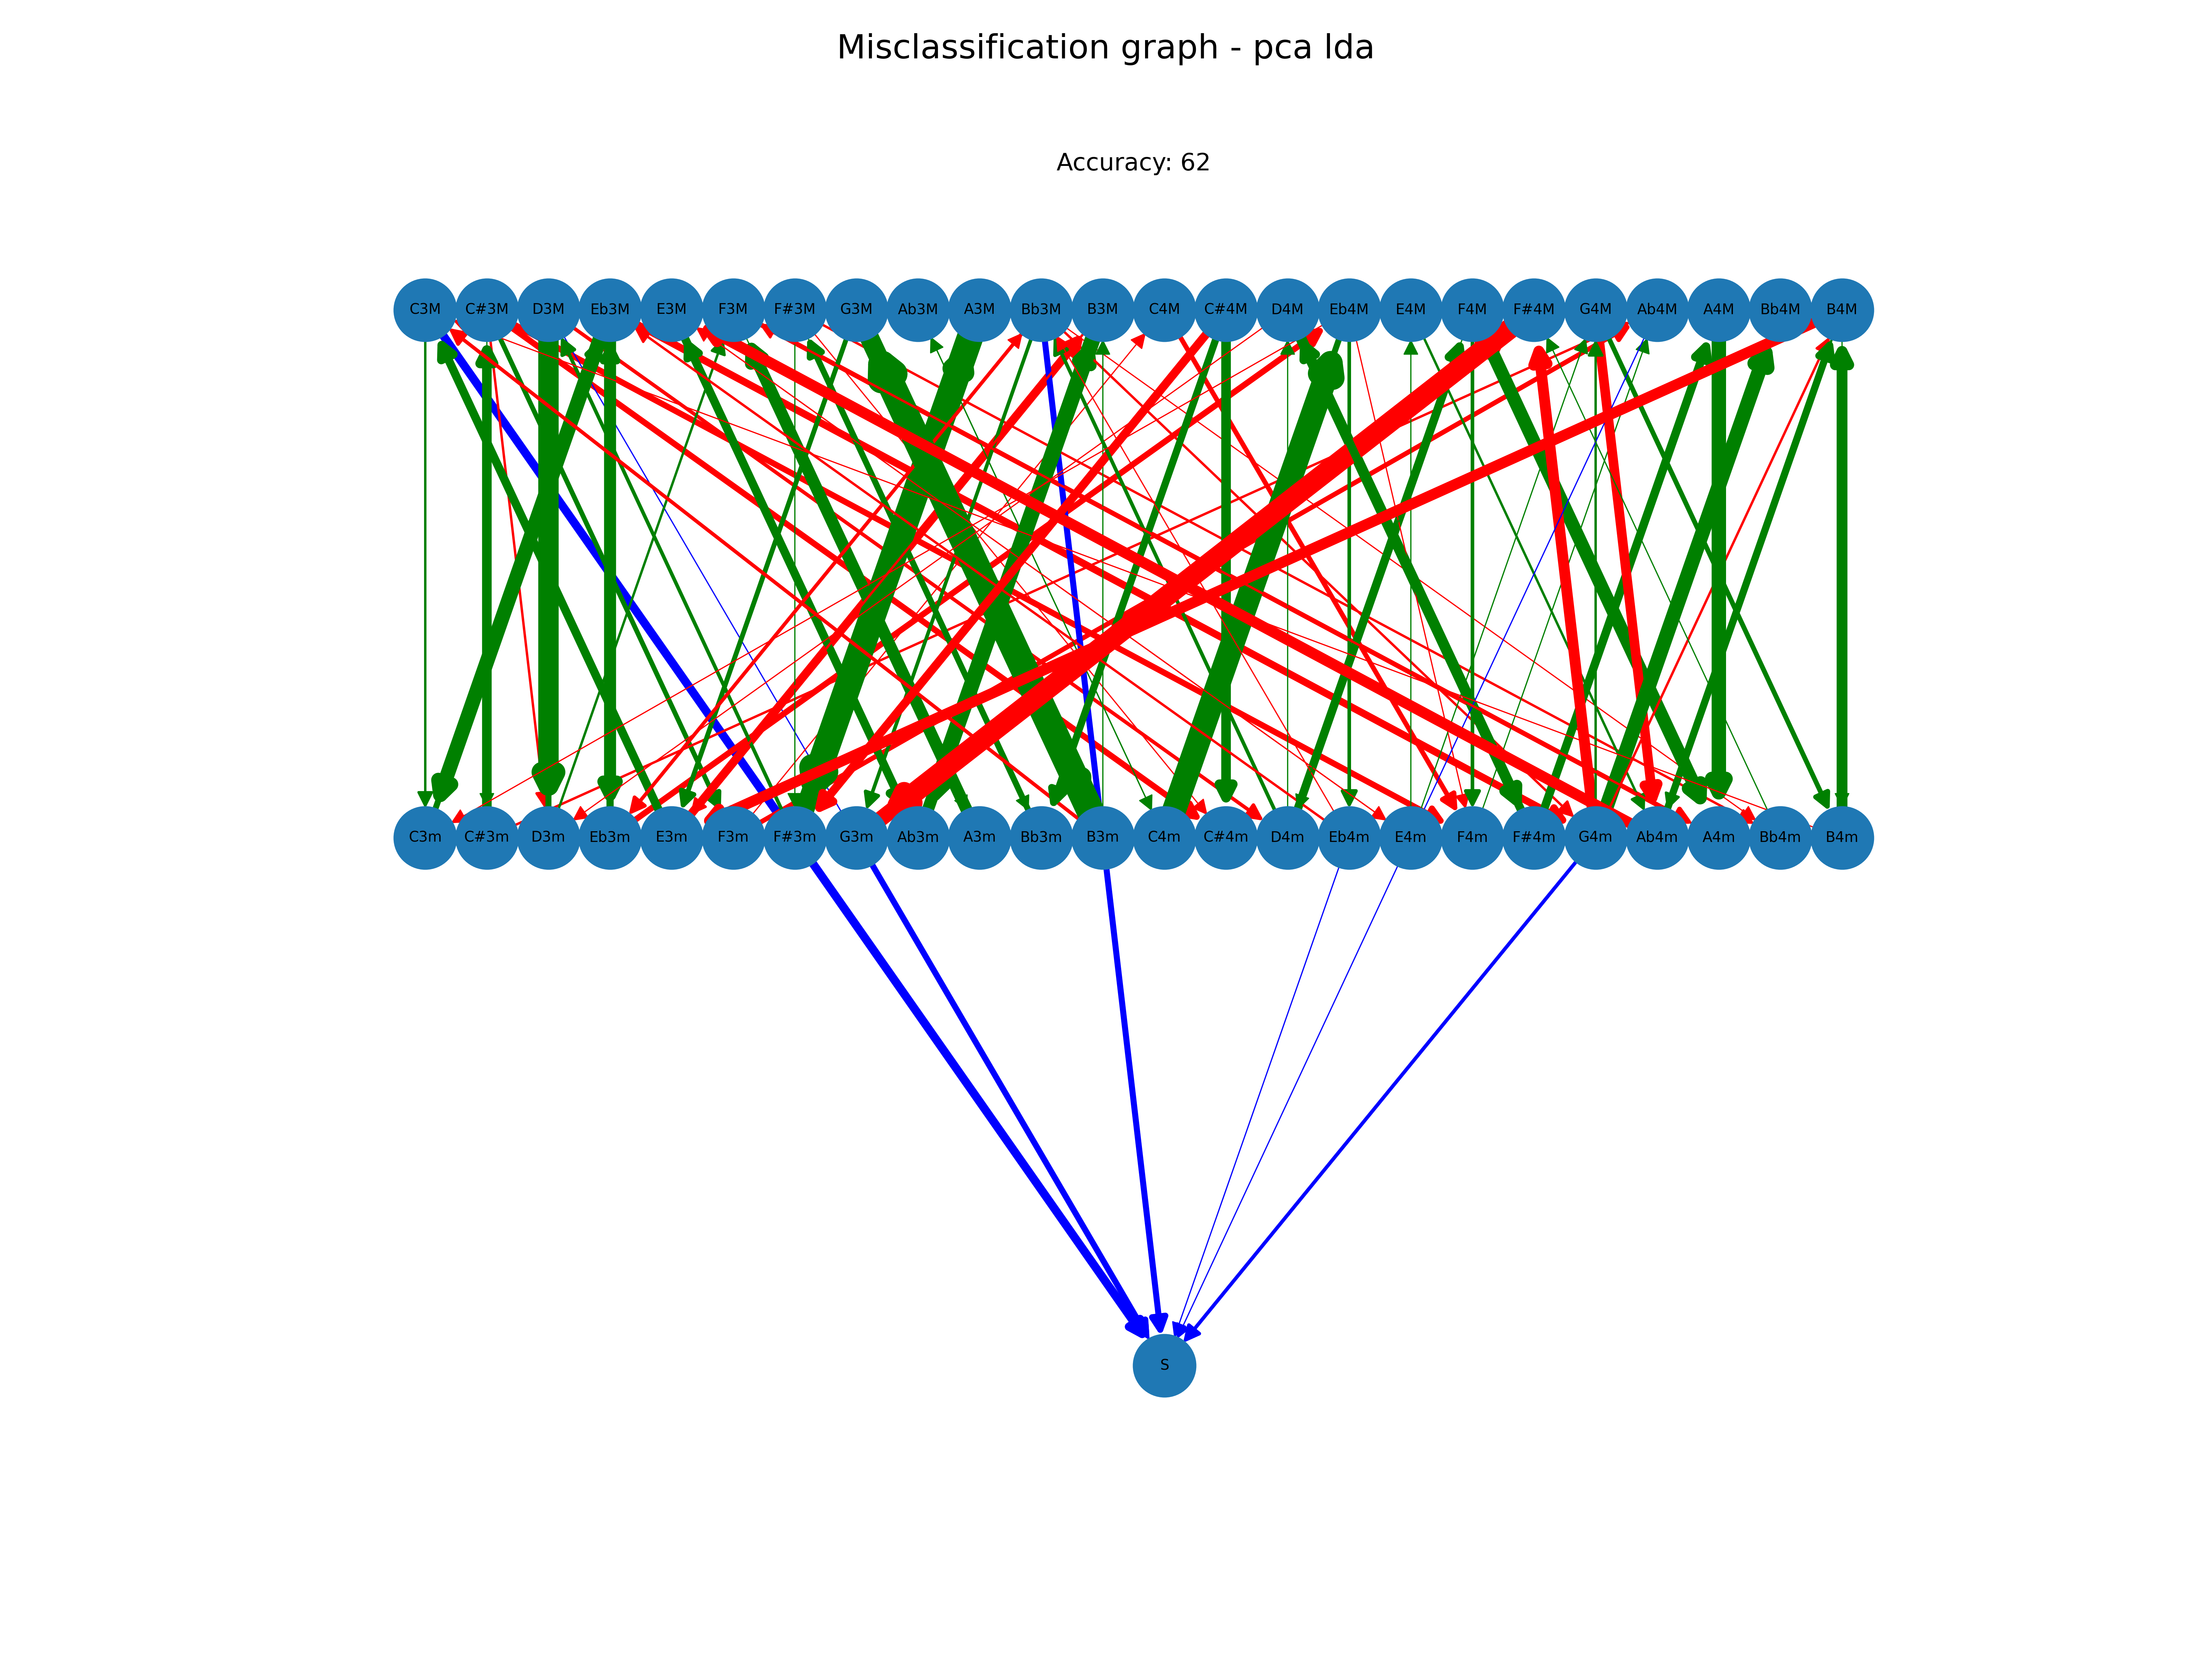 Misclassification graph - pca lda
Accuracy: 62
C3M C#3M D3M Eb3M E3M F3M F#3M G3M Ab3M A3M Bb3M B3M C4M C#4M D4M Eb4M E4M F4M F#4M G4M Ab4M A4M Bb4M B4M
C3m C#3m D3m Eb3m E3m F3m F#3m G3m Ab3m A3m Bb3m B3m C4m C#4m D4m Eb4m E4m F4m F#4m G4m Ab4m A4m Bb4m B4m
S